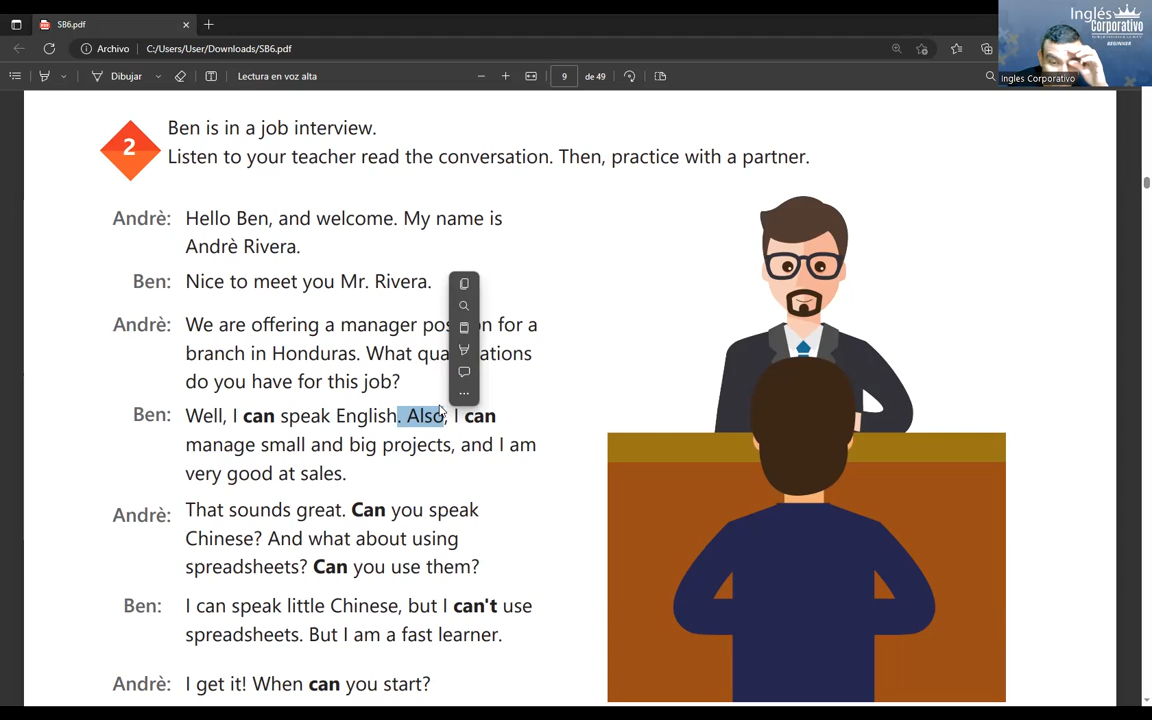 SB6.pdf
Archivo
C:/Users/User/Downloads/SB6.pdf
Dibujar
Lectura en voz alta
9
de 49
Inglés
Corporativo
BEGINNER
Ingles Corporativo
2
Ben is in a job interview.
Listen to your teacher read the conversation. Then, practice with a partner.
Andrè: Hello Ben, and welcome. My name is
Andrè Rivera.
Ben: Nice to meet you Mr. Rivera.
Andrè: We are offering a manager for a
branch in Honduras. What
do you have for this job?
Ben: Well, I can speak English. Also, I can
manage small and big projects, and I am
very good at sales.
Andrè: That sounds great. Can you speak
Chinese? And what about using
spreadsheets? Can you use them?
Ben: I can speak little Chinese, but I can't use
spreadsheets. But I am a fast learner.
Andrè: I get it! When can you start?